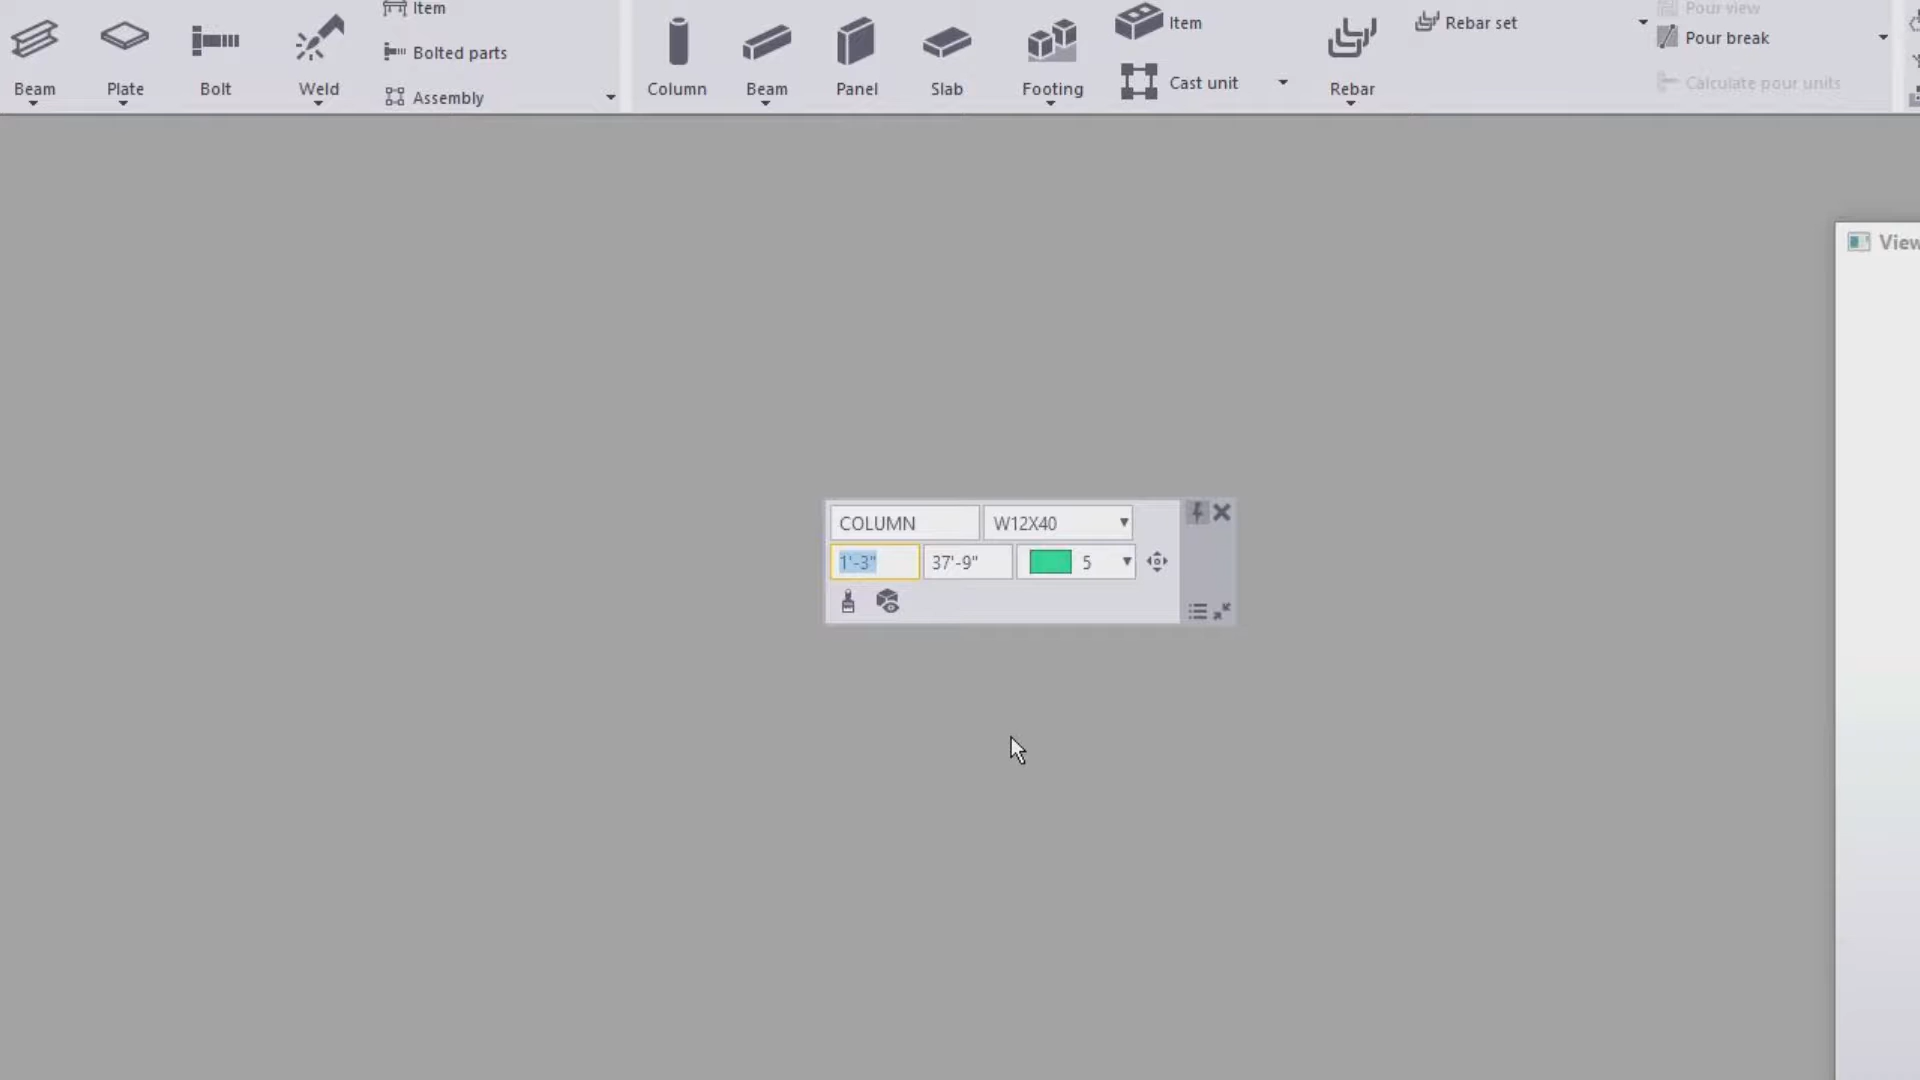 Item
Bolted parts
Assembly
Beam
Plate
Bolt
Weld
Column
Beam
Panel
Slab
Footing
Item
Cast unit
Rebar
Rebar set
Pour view
Pour break
Calculate pour units
View
COLUMN
W12X40
1'-3"
37'-9"
5